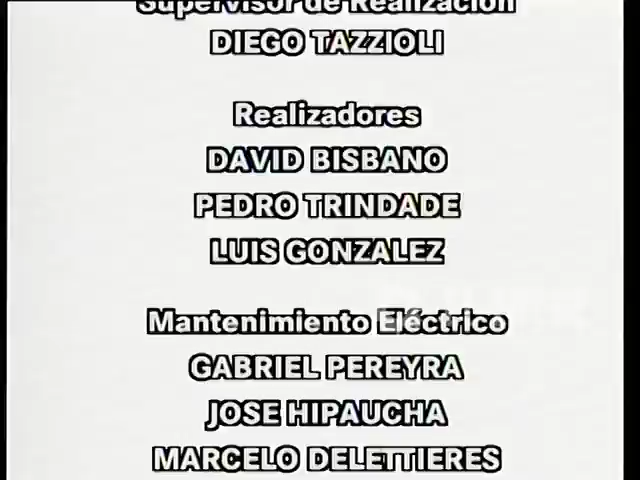 Supervisor de Realización
DIEGO TAZZIOLI
Realizadores
DAVID BISBANO
PEDRO TRINDADE
LUIS GONZALEZ
Mantenimiento Eléctrico
GABRIEL PEREYRA
JOSE HIPAUCHA
MARCELO DELETTIERES